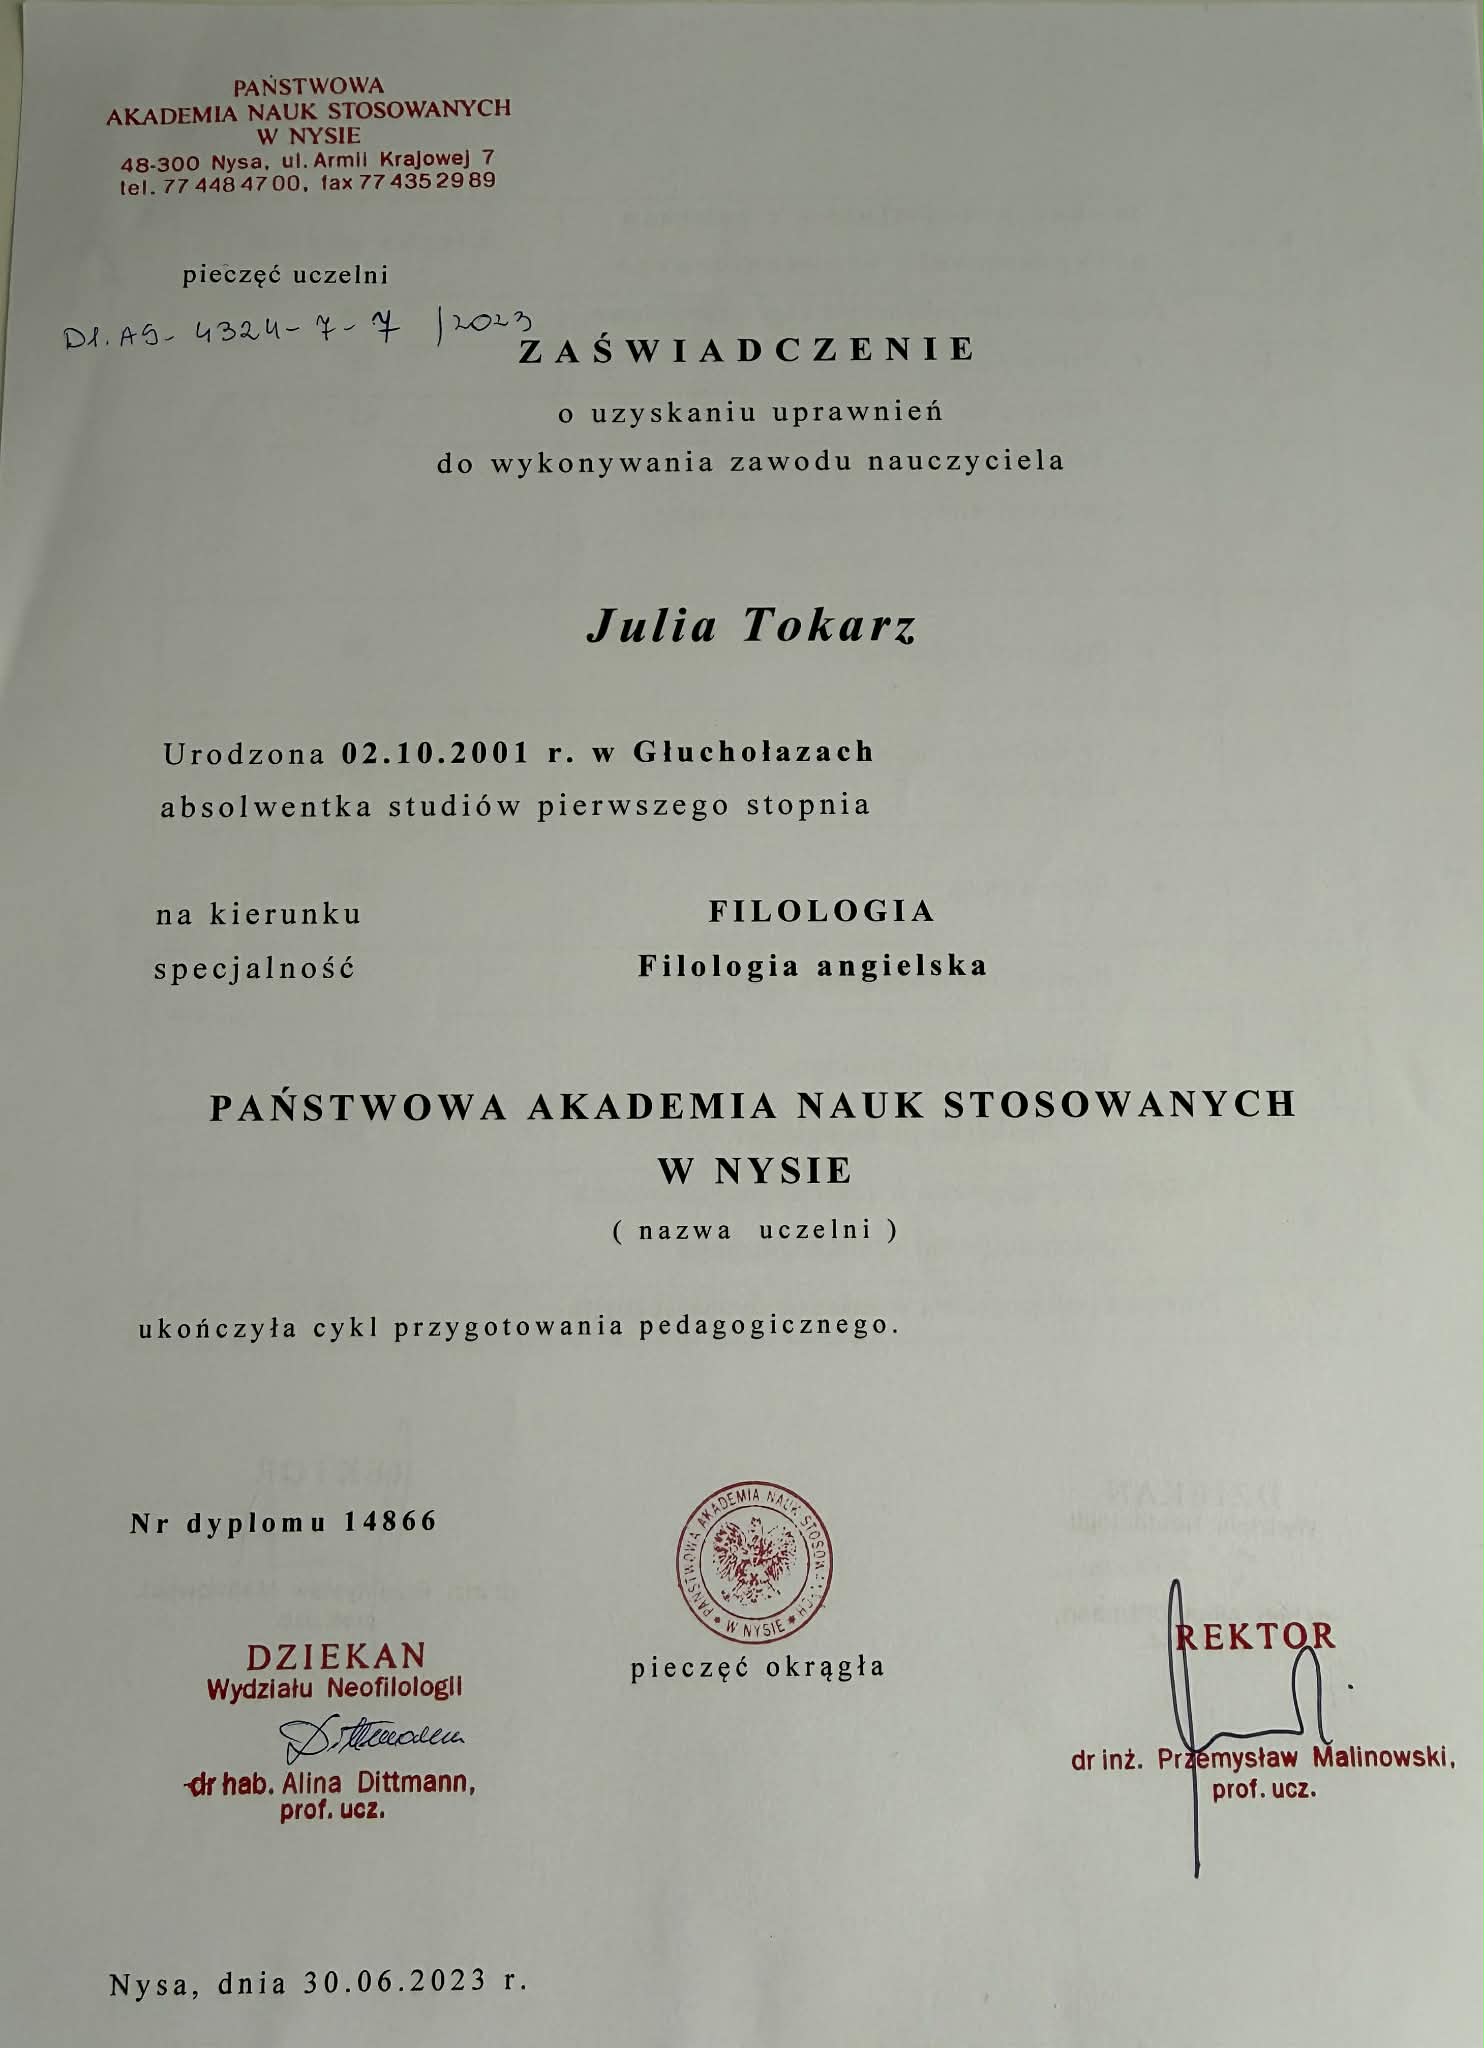 PAŃSTWOWA
AKADEMIA NAUK STOSOWANYCH
W NYSIE
48-300 Nysa, ul. Armii Krajowej 7
tel. 77 448 47 00, fax 77 435 29 89
pieczęć uczelni
4324-7-7 /2023
ZAŚWIADCZENIE
o uzyskaniu uprawnień
do wykonywania zawodu nauczyciela
Julia Tokarz
Urodzona 02.10.2001 r. w Głuchołazach
absolwentka studiów pierwszego stopnia
na kierunku FILOLOGIA
specjalność Filologia angielska
PAŃSTWOWA AKADEMIA NAUK STOSOWANYCH
W NYSIE
( nazwa uczelni )
ukończyła cykl przygotowania pedagogicznego.
Nr dyplomu 14866
PAŃSTWOWA AKADEMIA NAUK STOSOWANYCH
W NYSIE
pieczęć okrągła
DZIEKAN
Wydziału Neofilologii
dr hab. Alina Dittmann,
prof. ucz.
REKTOR
dr inż. Przemysław Malinowski,
prof. ucz.
Nysa, dnia 30.06.2023 r.